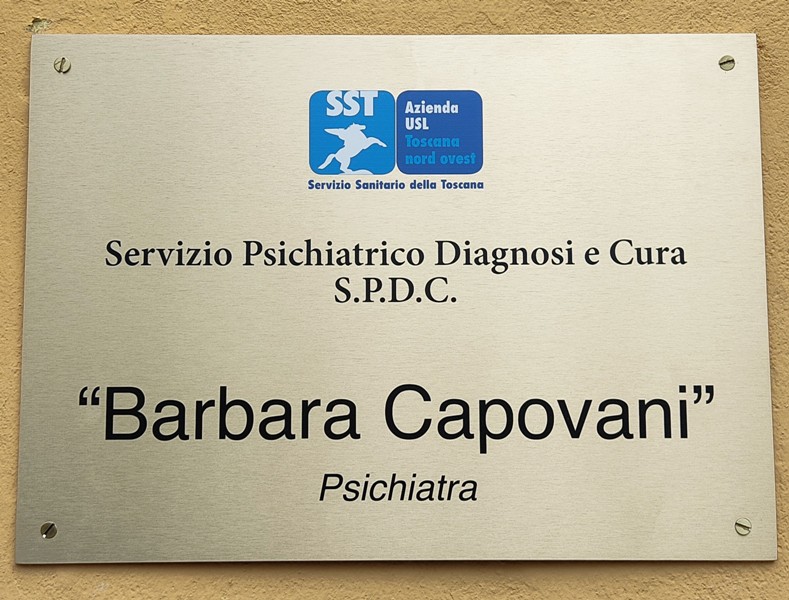 SST
Azienda
USL
Toscana
nord ovest
Servizio Sanitario della Toscana
Servizio Psichiatrico Diagnosi e Cura
S.P.D.C.
“Barbara Capovani”
Psichiatra